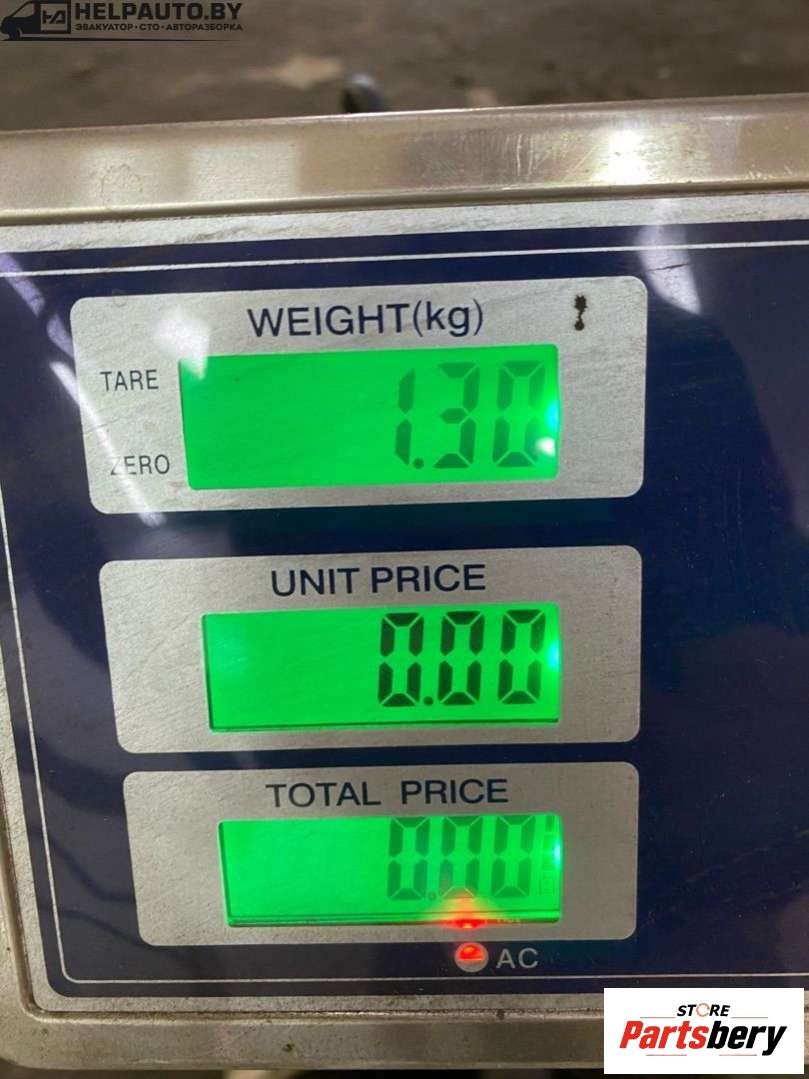 HELPAUTO.BY
ЭВАКУАТОР • СТО • АВТОРАЗБОРКА
WEIGHT(kg)
TARE
1.30
ZERO
UNIT PRICE
0.00
TOTAL PRICE
0.00
AC
STORE
Partsbery